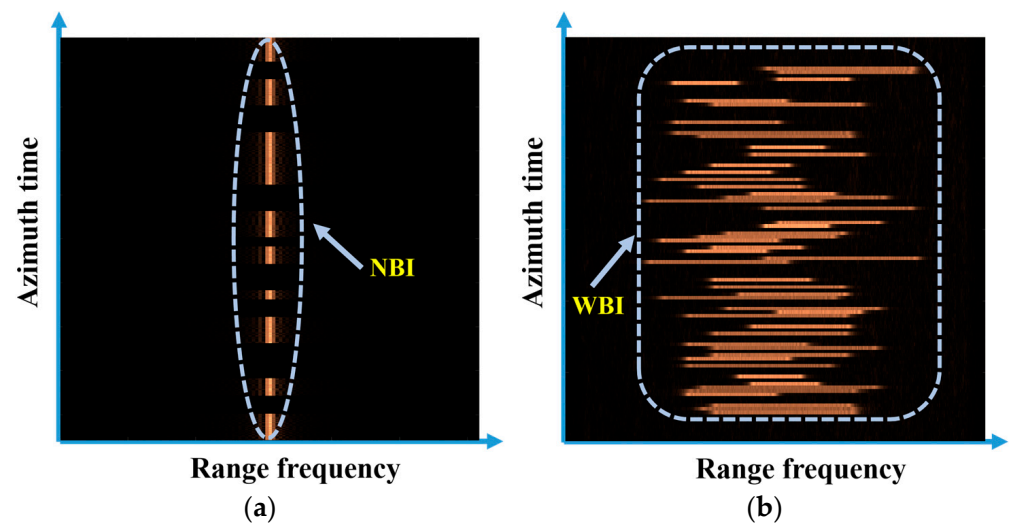 Azimuth time
NBI
Range frequency
(a)
Azimuth time
WBI
Range frequency
(b)